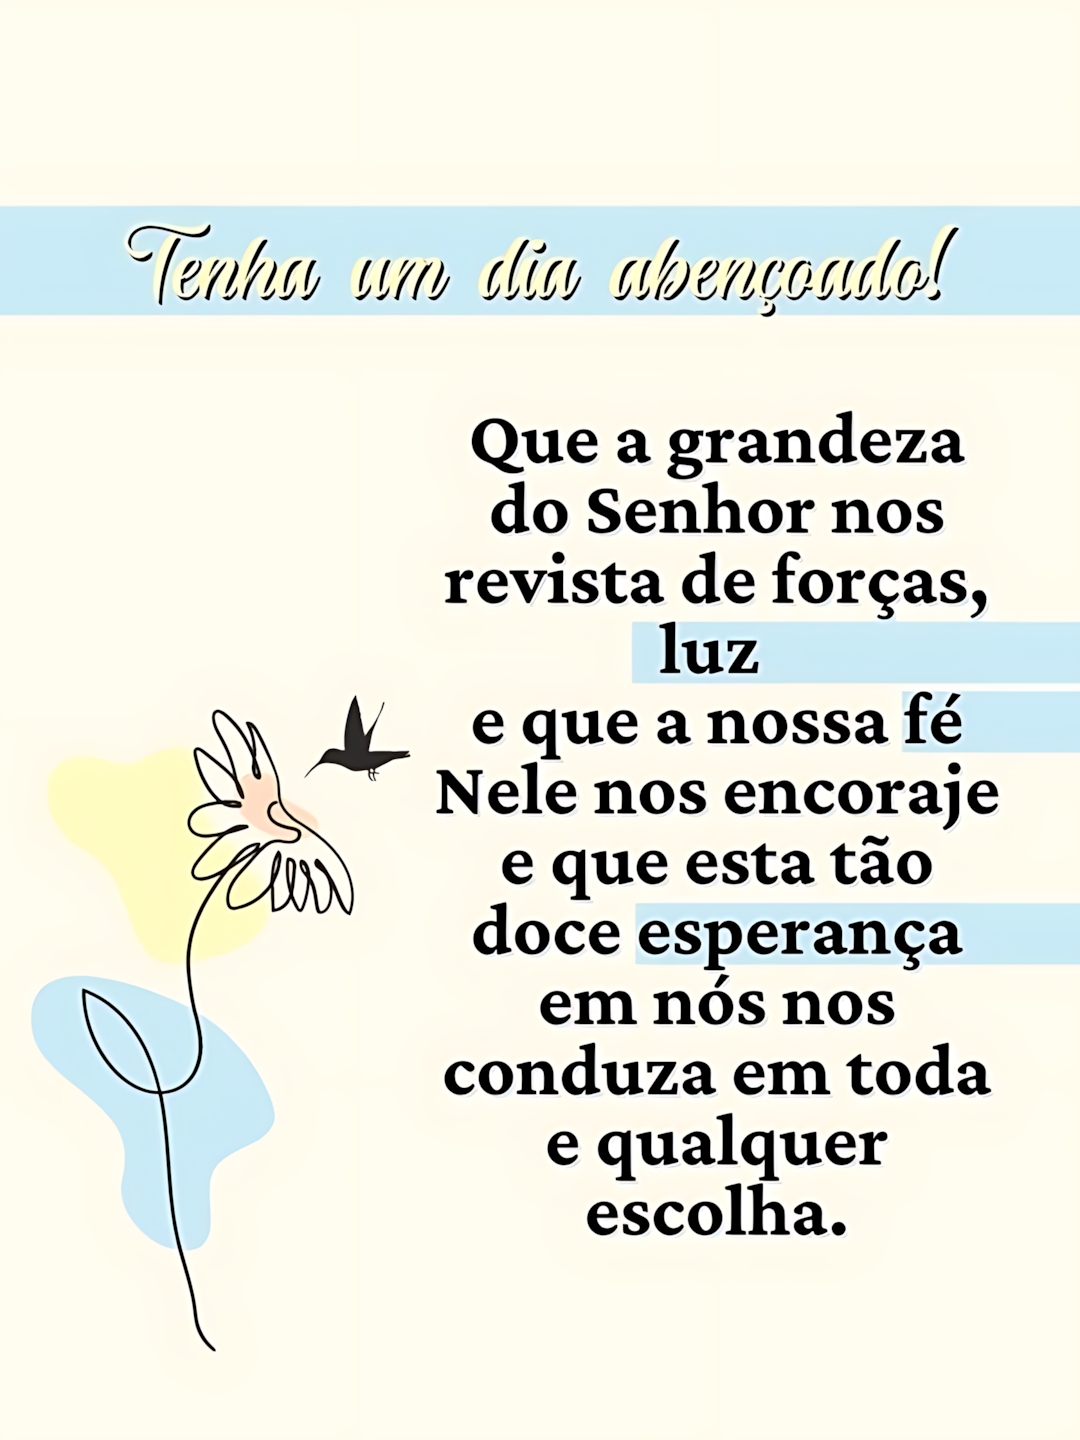 Tenha um dia abençoado!
Que a grandeza
do Senhor nos
revista de forças,
luz
e que a nossa fé
Nele nos encoraje
e que esta tão
doce esperança
em nós nos
conduza em toda
e qualquer
escolha.